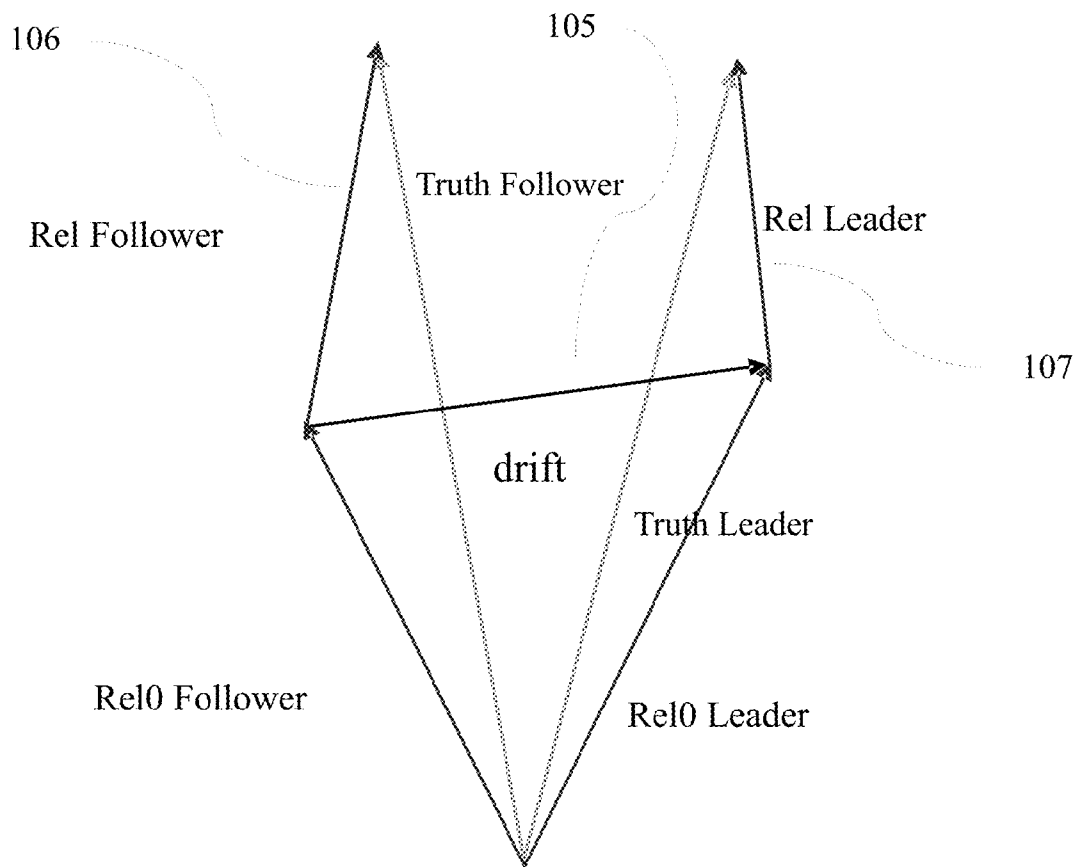 105
106
Truth Follower
Rel Follower
Rel Leader
107
drift
Truth Leader
Rel0 Follower
Rel0 Leader